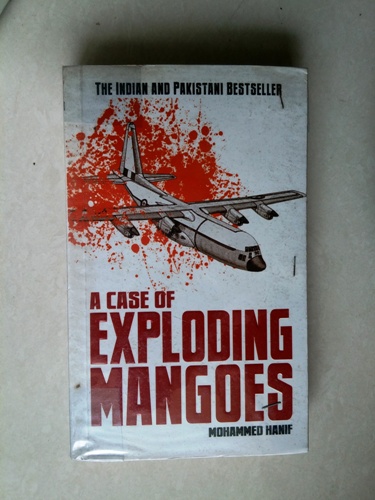 THE INDIAN AND PAKISTANI BESTSELLER
A CASE OF
EXPLODING
MANGOES
MOHAMMED HANIF